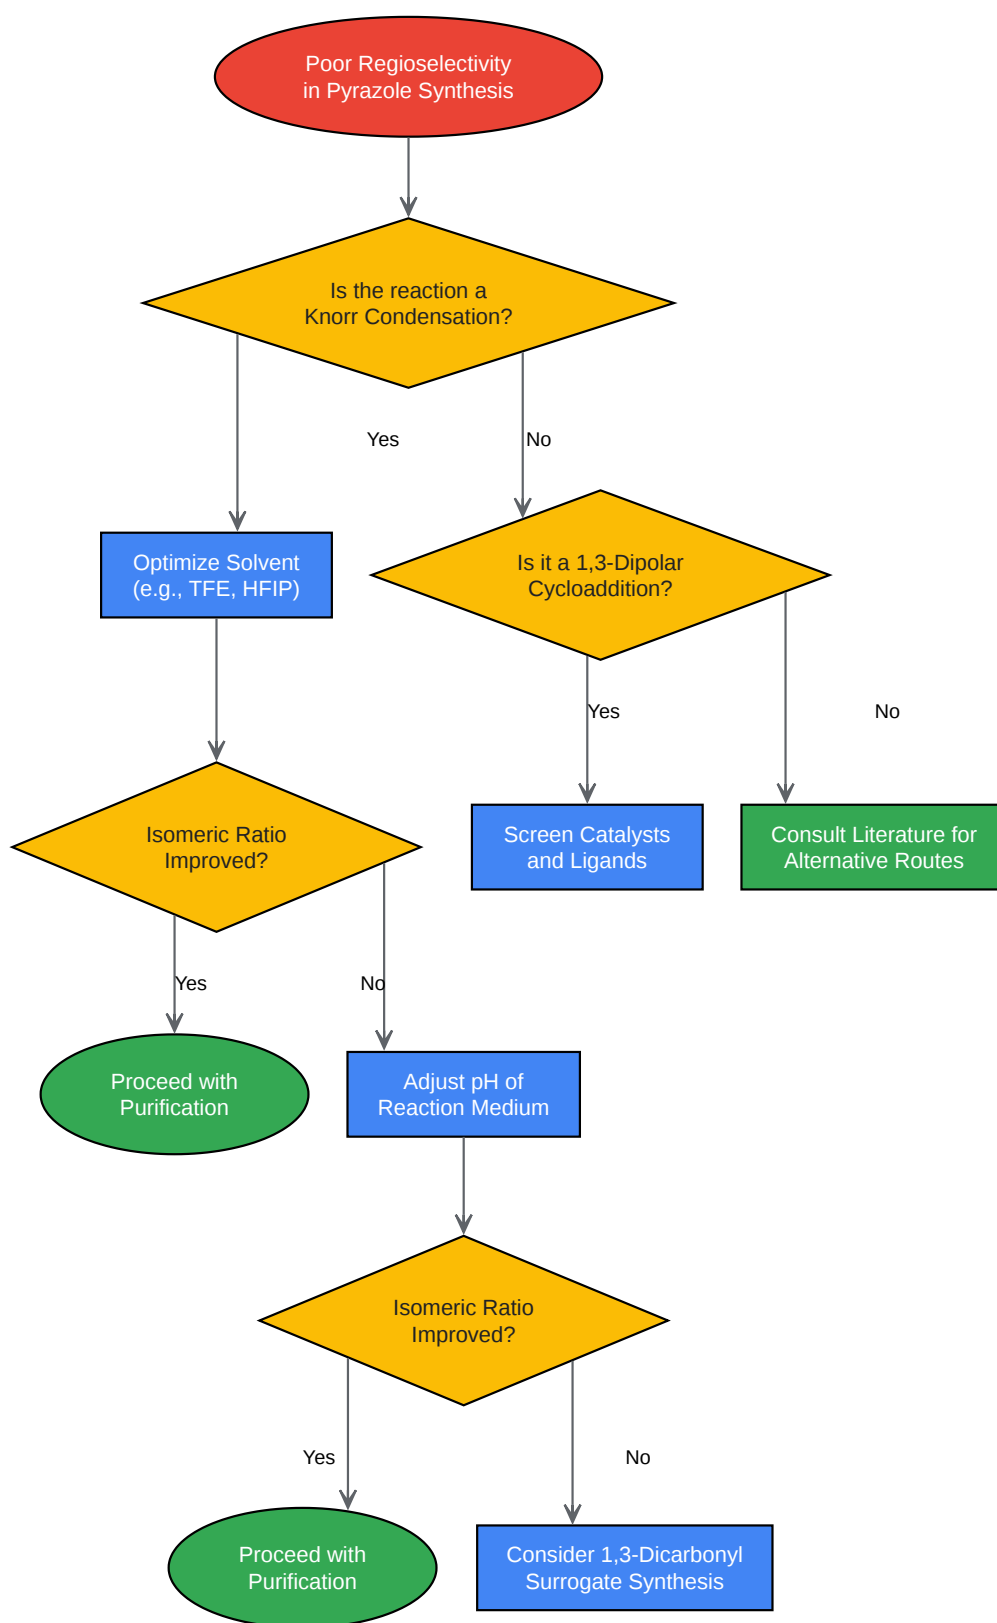 Poor Regioselectivity
in Pyrazole Synthesis
Is the reaction a
Knorr Condensation?
Yes
No
Optimize Solvent
(e.g., TFE, HFIP)
Is it a 1,3-Dipolar
Cycloaddition?
Yes
No
Isomeric Ratio
Improved?
Screen Catalysts
and Ligands
Consult Literature for
Alternative Routes
Yes
No
Proceed with
Purification
Adjust pH of
Reaction Medium
Isomeric Ratio
Improved?
Yes
No
Proceed with
Purification
Consider 1,3-Dicarbonyl
Surrogate Synthesis